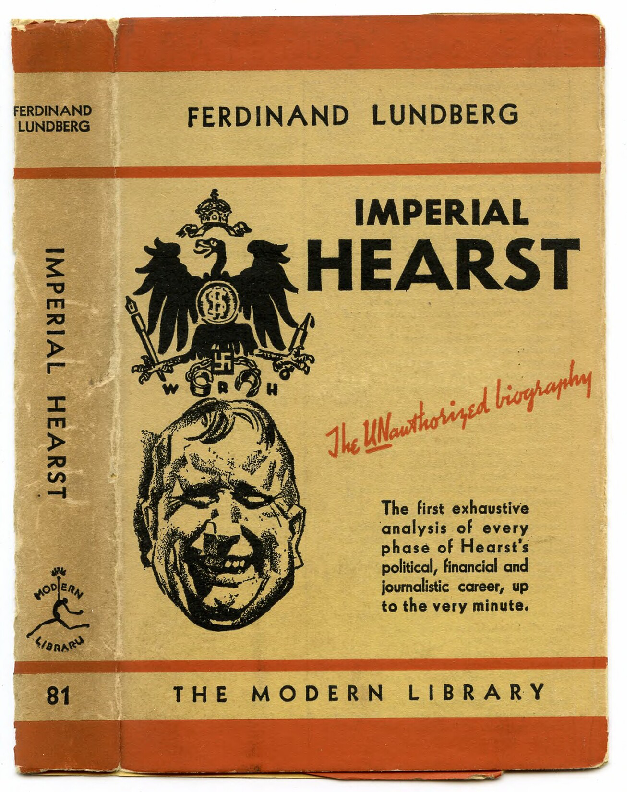 FERDINAND
LUNDBERG
IMPERIAL HEARST
MODERN
LIBRARY
81
FERDINAND LUNDBERG
IMPERIAL
HEARST
$
W R H
The UNauthorized biography
The first exhaustive
analysis of every
phase of Hearst's
political, financial and
journalistic career, up
to the very minute.
THE MODERN LIBRARY